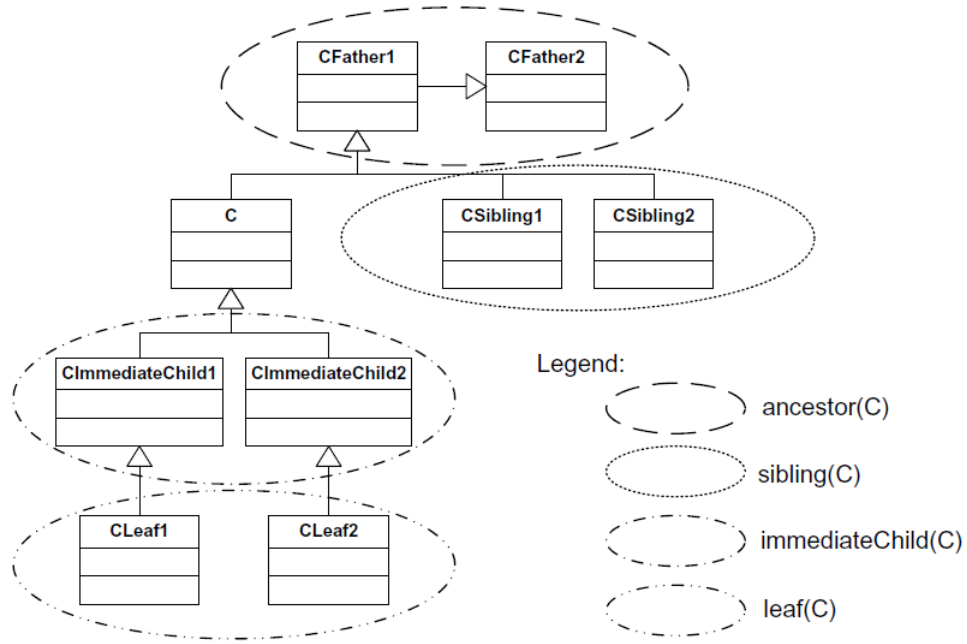 CFather1
CFather2
C
CSibling1
CSibling2
CImmediateChild1
CImmediateChild2
CLeaf1
CLeaf2
Legend:
ancestor(C)
sibling(C)
immediateChild(C)
leaf(C)